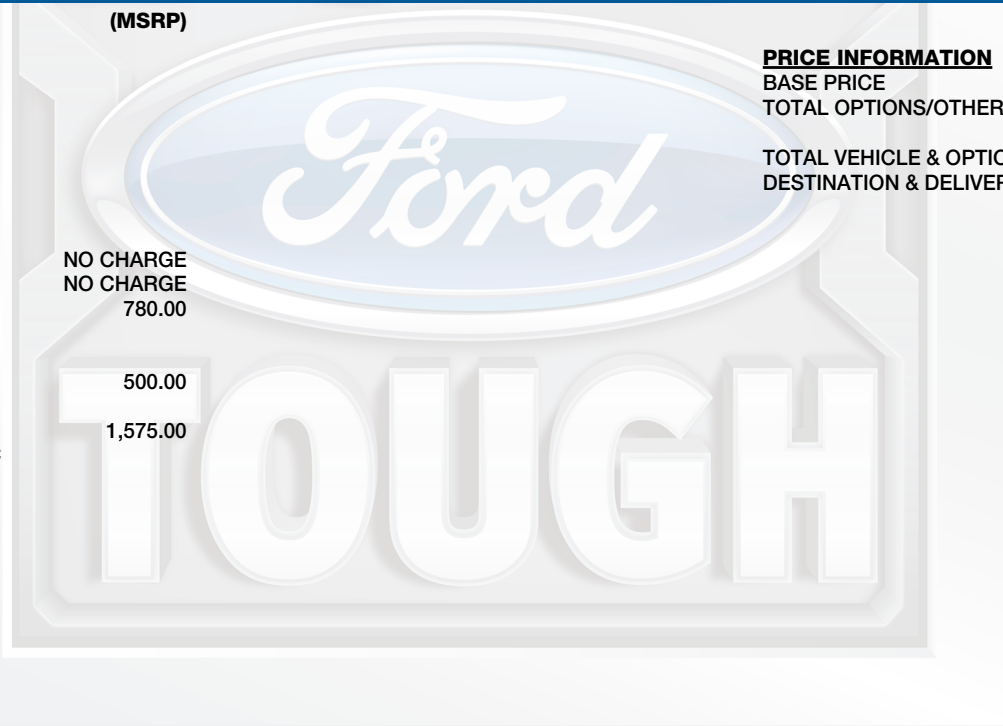 (MSRP)
PRICE INFORMATION
BASE PRICE
TOTAL OPTIONS/OTHER
TOTAL VEHICLE & OPTIO
DESTINATION & DELIVER
Ford
NO CHARGE
NO CHARGE
780.00
500.00
1,575.00
TOUGH